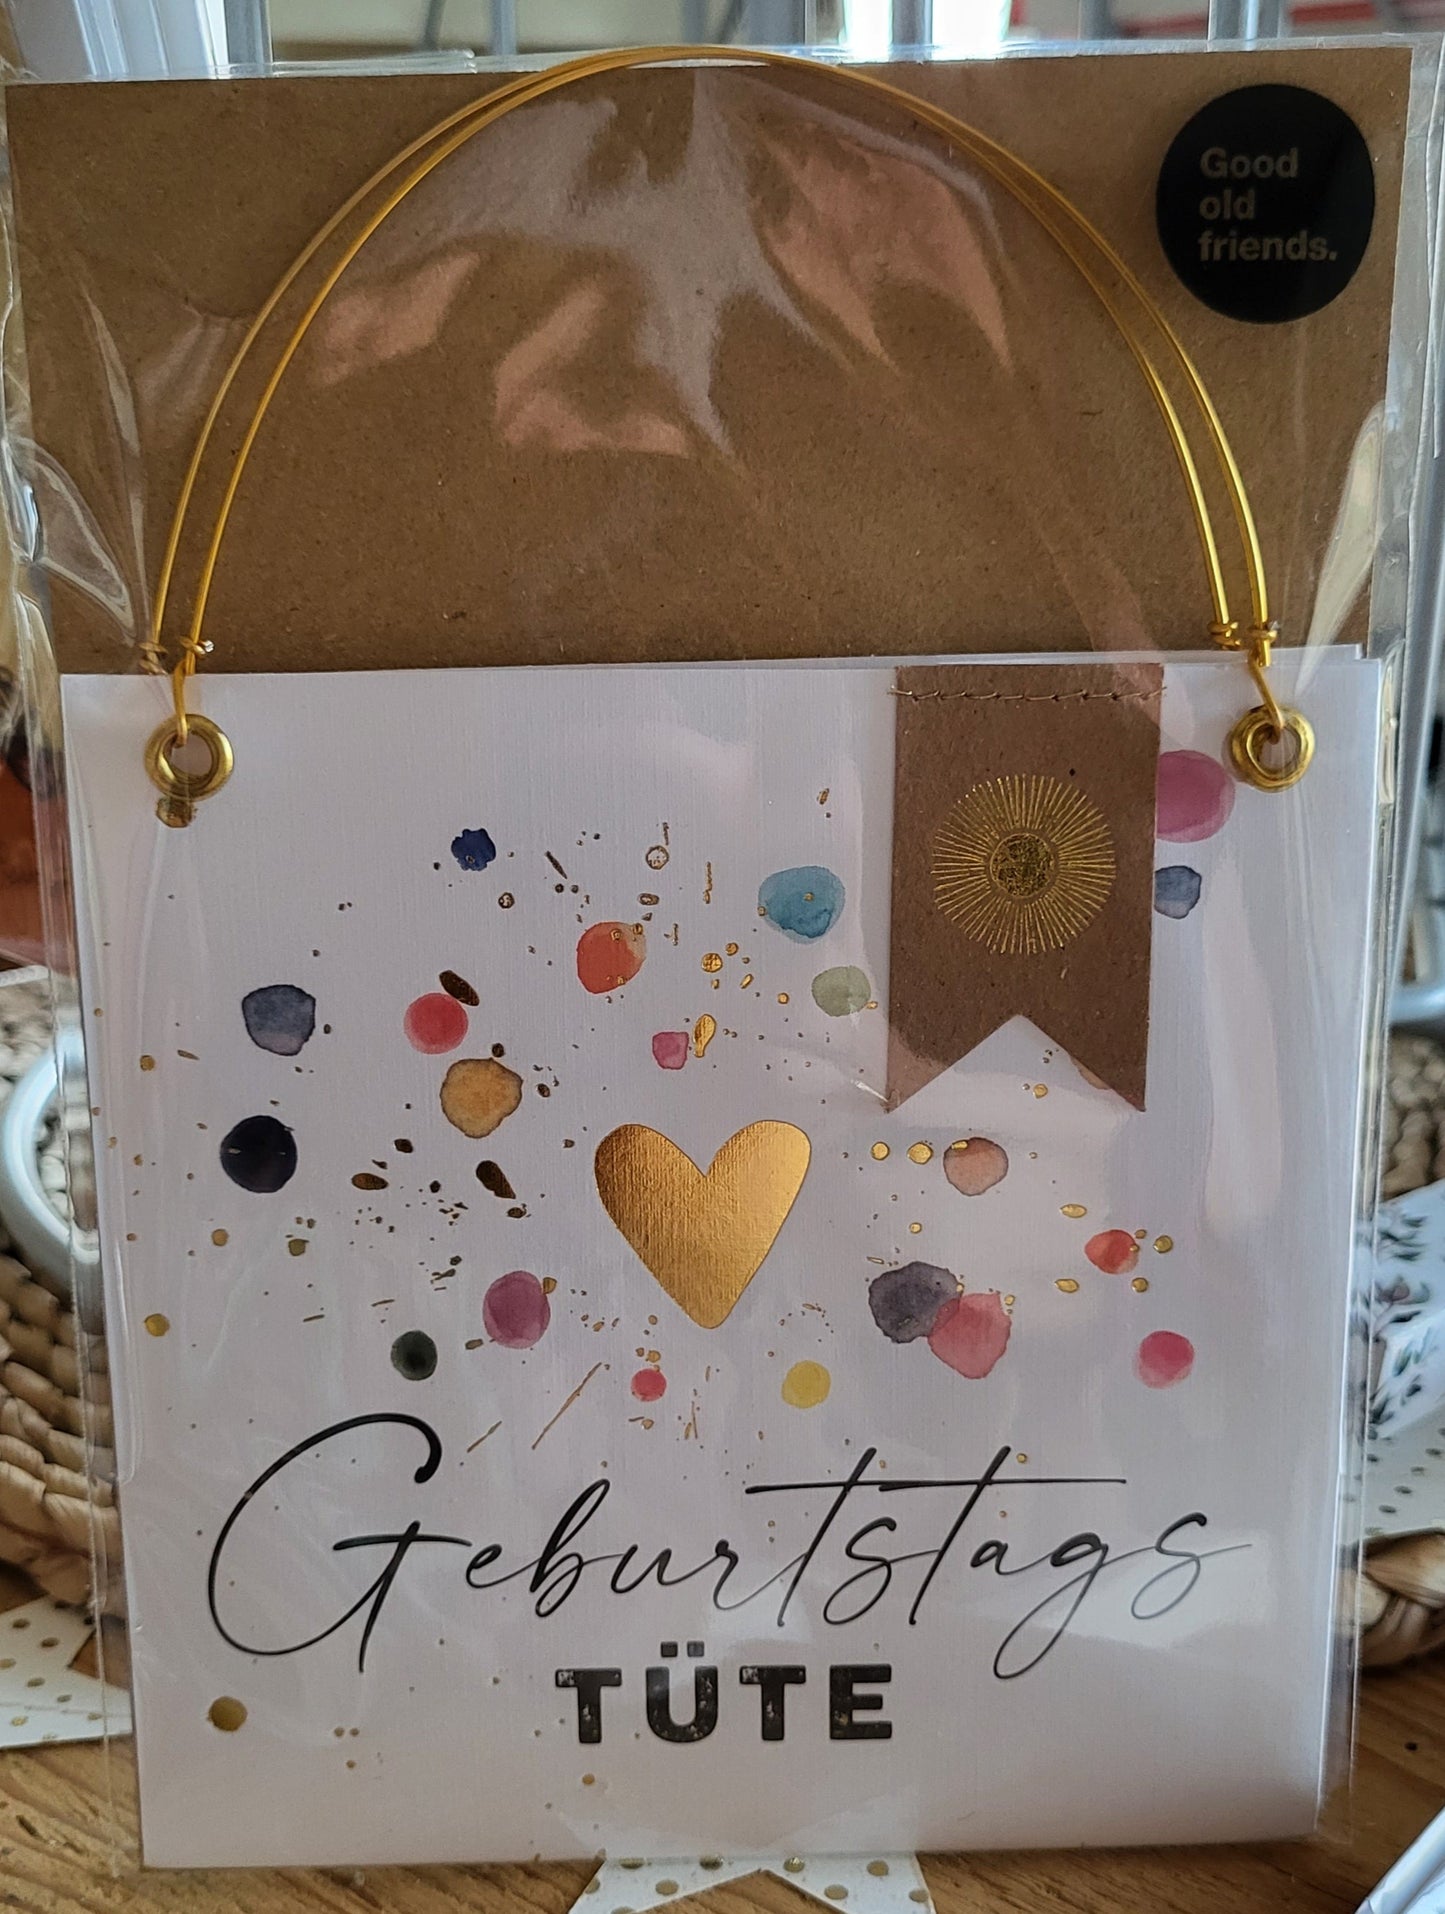 Good
old
friends.
Geburtstags
TÜTE